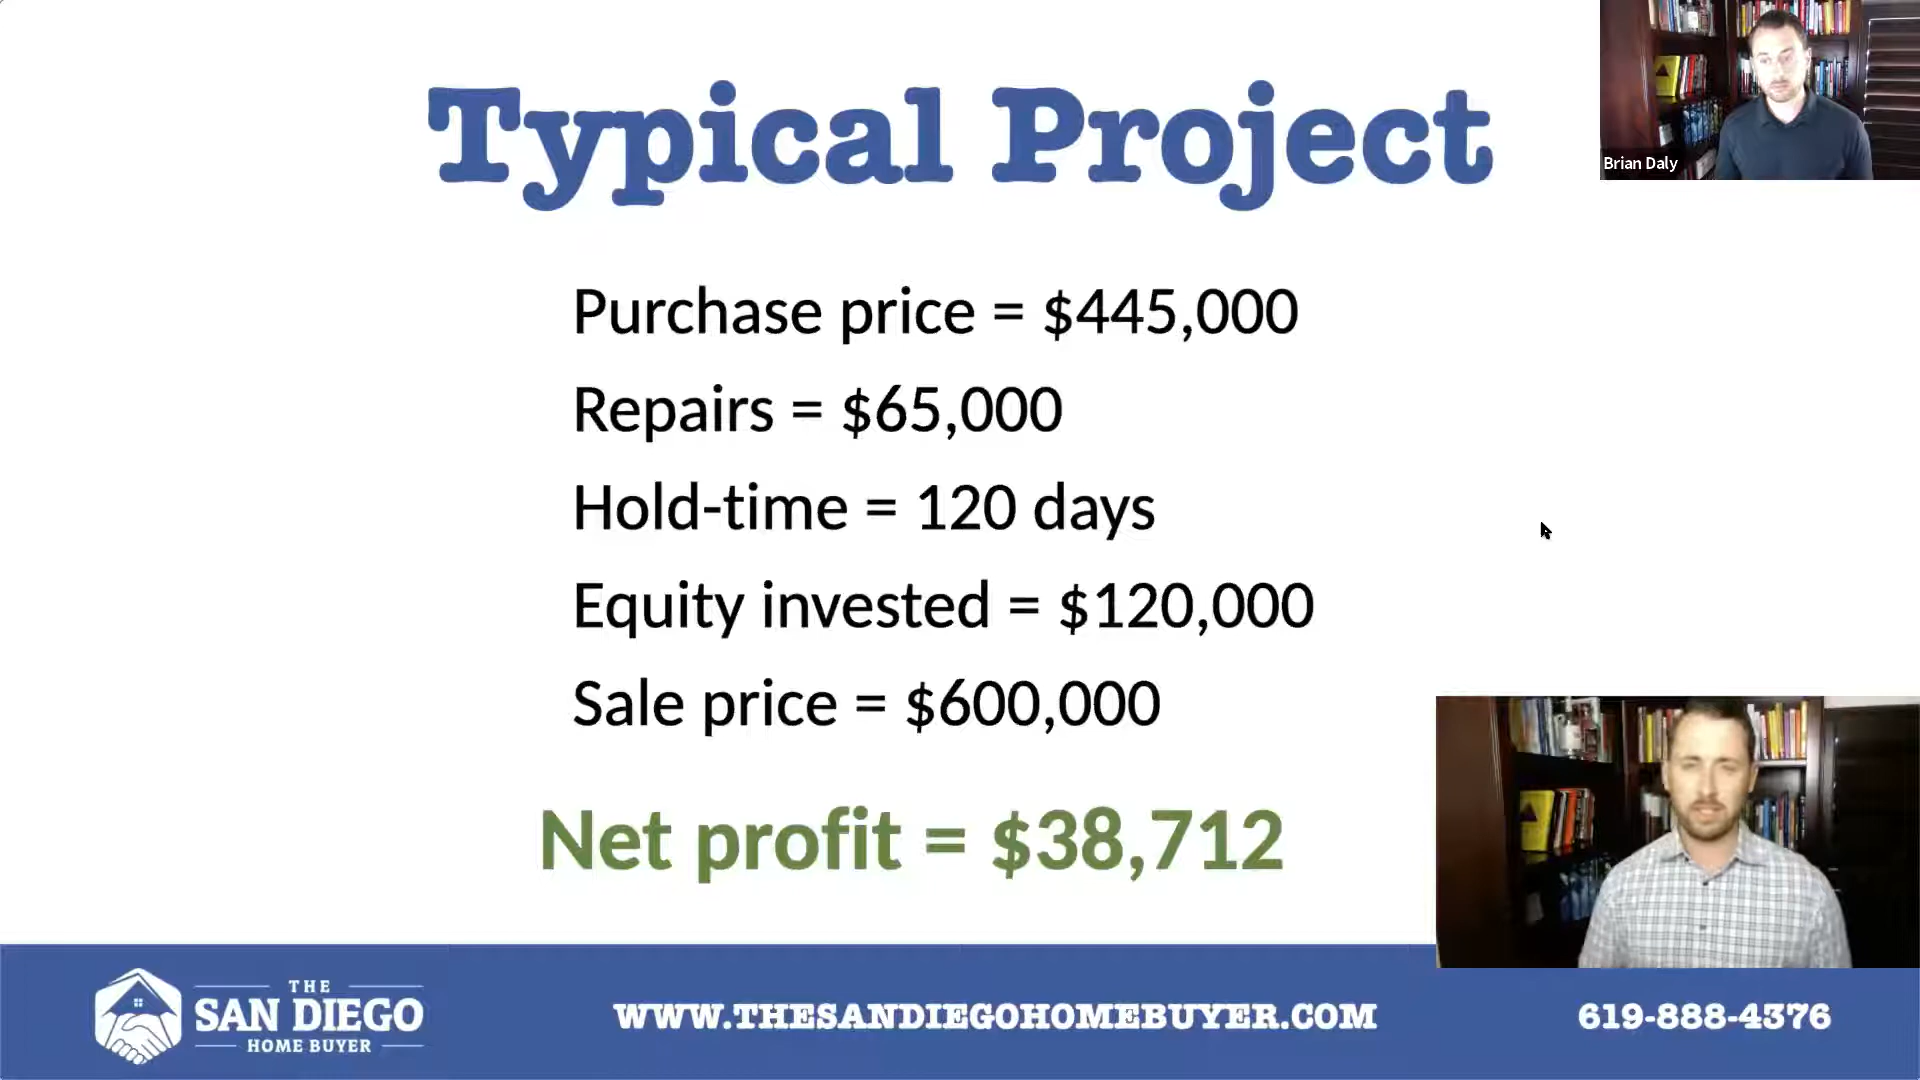 Typical Project
Brian Daly
Purchase price = $445,000
Repairs = $65,000
Hold-time = 120 days
Equity invested = $120,000
Sale price = $600,000
Net profit = $38,712
THE
SAN DIEGO
HOME BUYER
WWW.THESANDIEGOHOMEBUYER.COM
619-888-4376